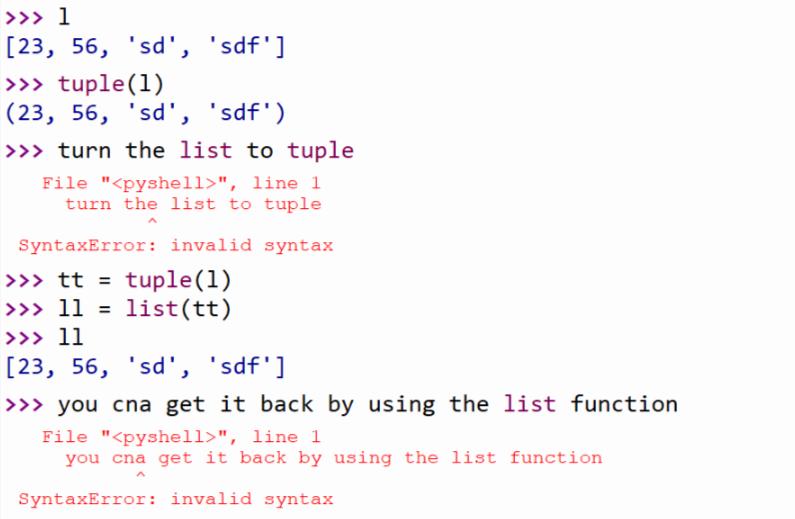 >>> l
[23, 56, 'sd', 'sdf']
>>> tuple(l)
(23, 56, 'sd', 'sdf')
>>> turn the list to tuple
File "<pyshell>", line 1
turn the list to tuple
^
SyntaxError: invalid syntax
>>> tt = tuple(l)
>>> ll = list(tt)
>>> ll
[23, 56, 'sd', 'sdf']
>>> you cna get it back by using the list function
File "<pyshell>", line 1
you cna get it back by using the list function
^
SyntaxError: invalid syntax